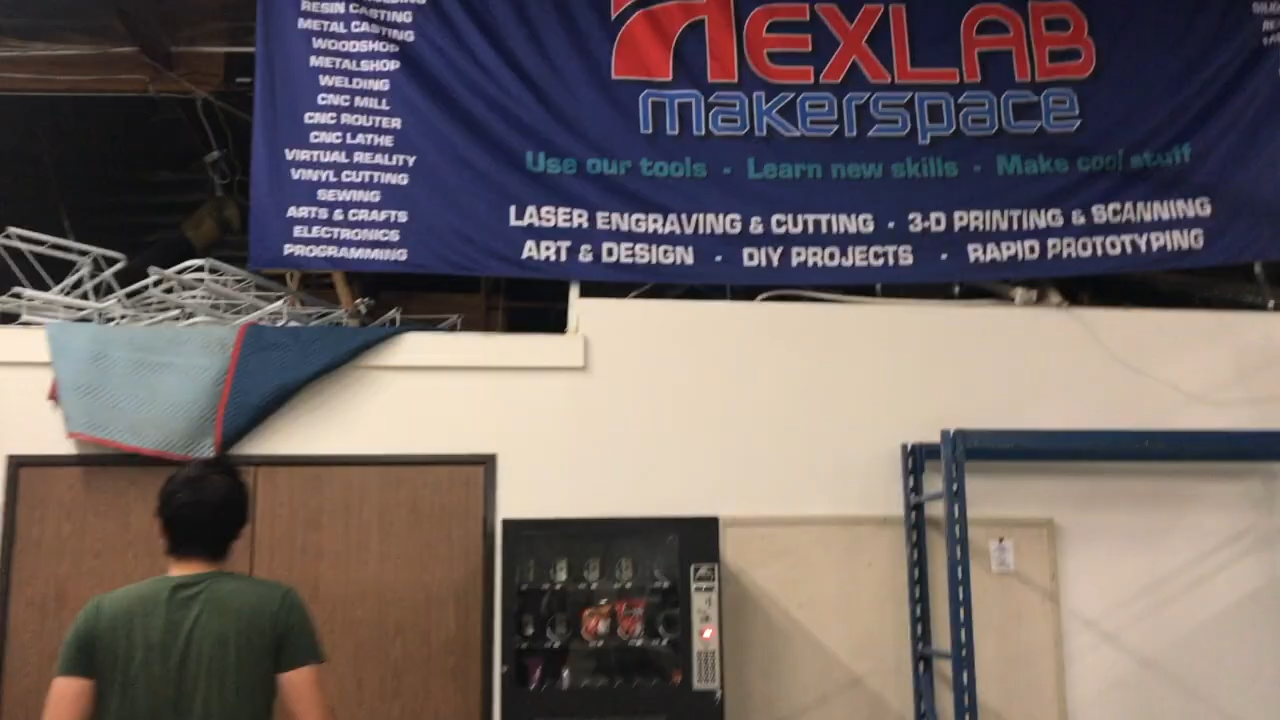 RESIN CASTING
METAL CASTING
WOODSHOP
METALSHOP
WELDING
CNC MILL
CNC ROUTER
CNC LATHE
VIRTUAL REALITY
VINYL CUTTING
SEWING
ARTS & CRAFTS
ELECTRONICS
PROGRAMMING
NEXLAB
makerspace
Use our tools - Learn new skills - Make cool stuff
LASER ENGRAVING & CUTTING - 3-D PRINTING & SCANNING
ART & DESIGN - DIY PROJECTS - RAPID PROTOTYPING